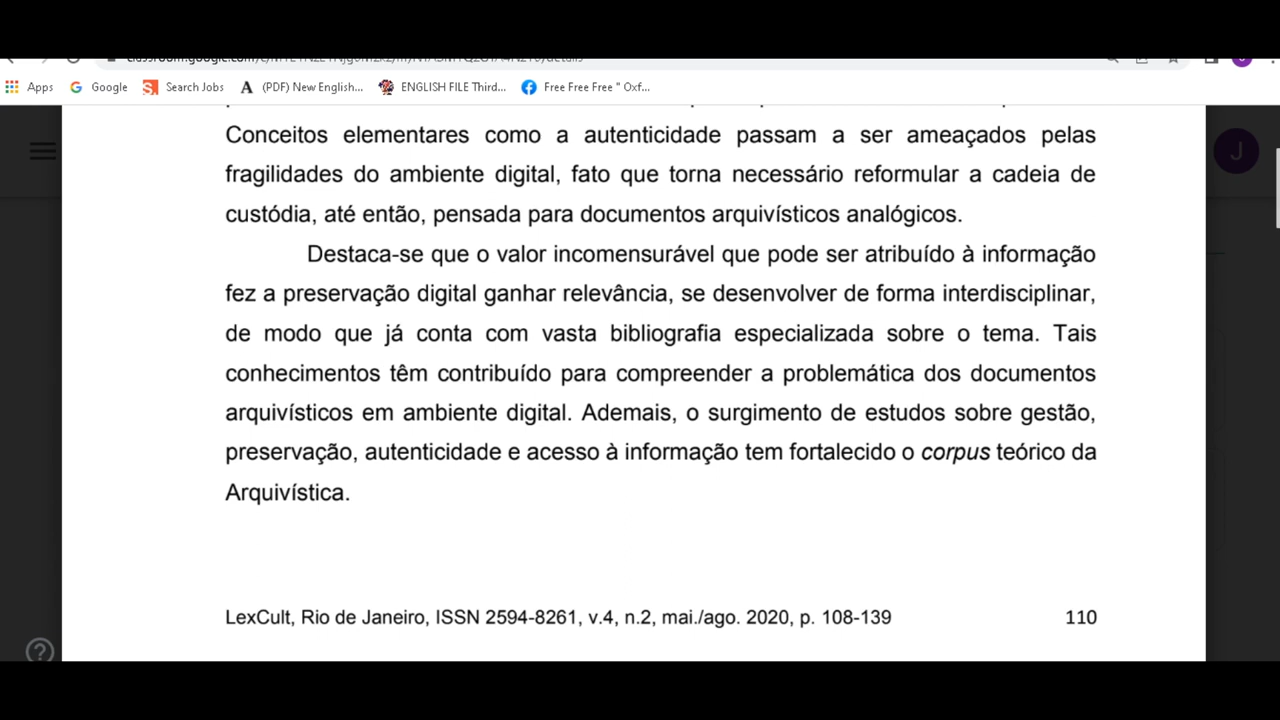 Apps Google Search Jobs (PDF) New English... ENGLISH FILE Third... Free Free Free " Oxf...
Conceitos elementares como a autenticidade passam a ser ameaçados pelas
J
fragilidades do ambiente digital, fato que torna necessário reformular a cadeia de
custódia, até então, pensada para documentos arquivísticos analógicos.
Destaca-se que o valor incomensurável que pode ser atribuído à informação
fez a preservação digital ganhar relevância, se desenvolver de forma interdisciplinar,
de modo que já conta com vasta bibliografia especializada sobre o tema. Tais
conhecimentos têm contribuído para compreender a problemática dos documentos
arquivísticos em ambiente digital. Ademais, o surgimento de estudos sobre gestão,
preservação, autenticidade e acesso à informação tem fortalecido o corpus teórico da
Arquivística.
LexCult, Rio de Janeiro, ISSN 2594-8261, v.4, n.2, mai./ago. 2020, p. 108-139 110